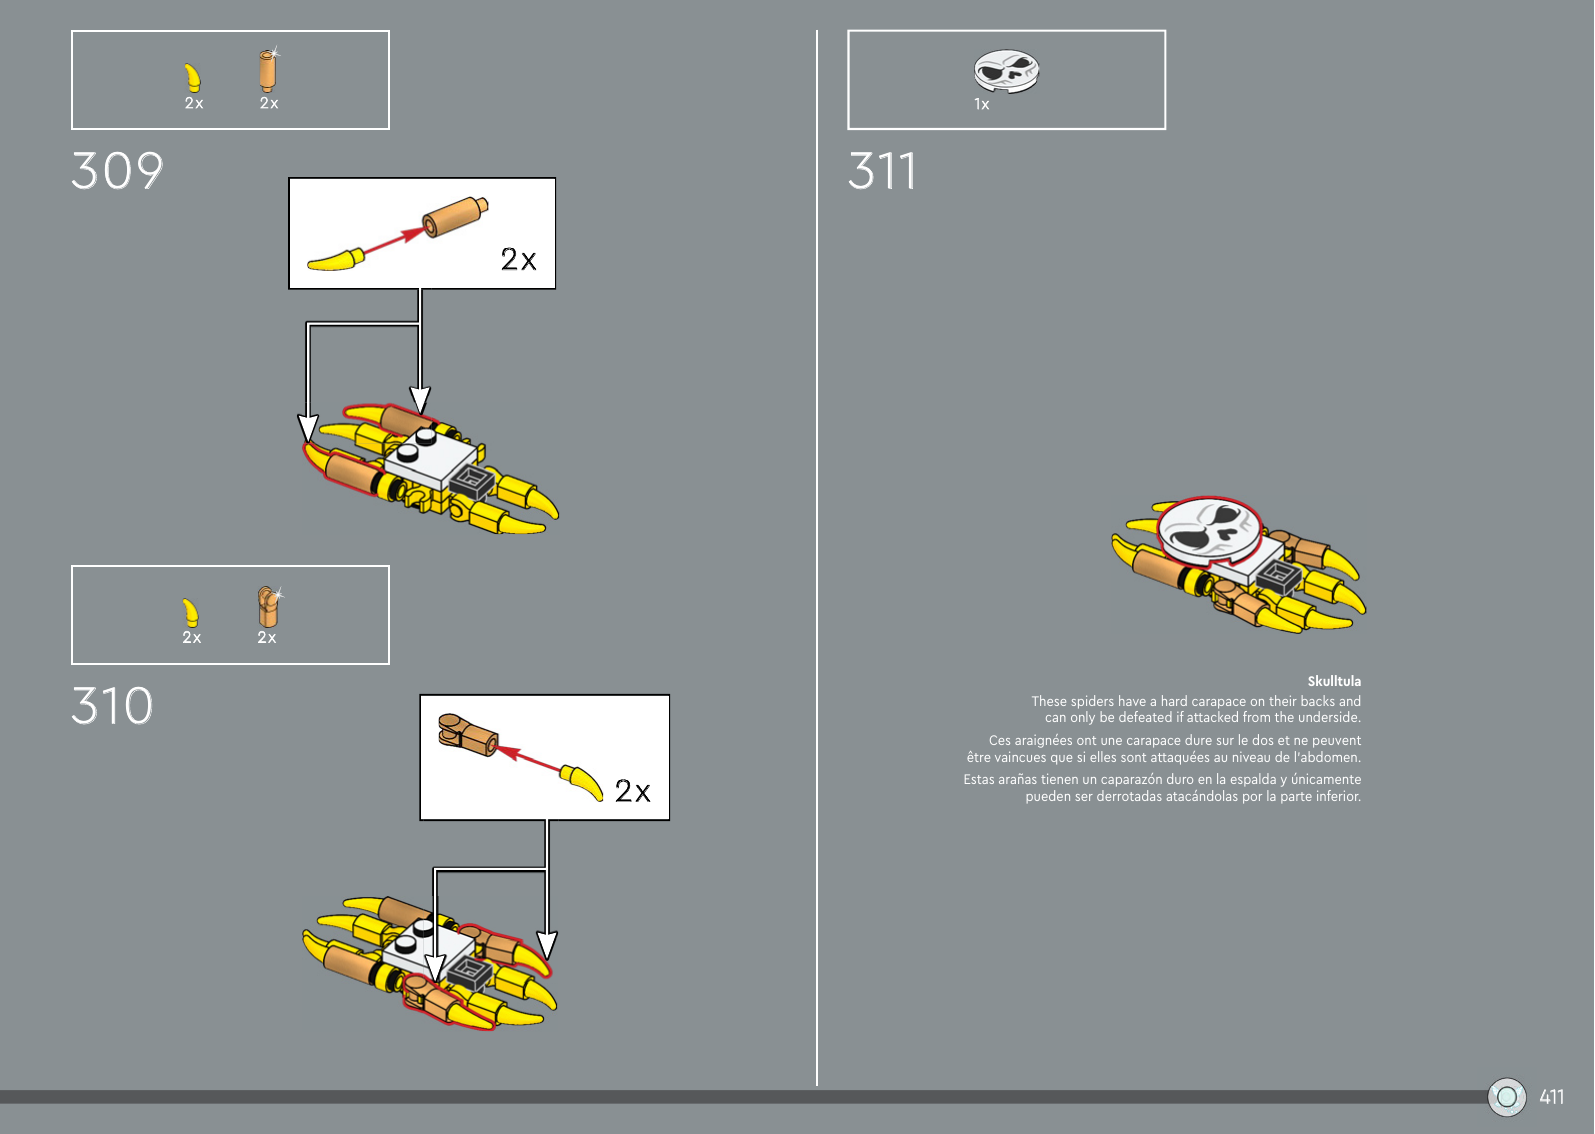 2x 2x
309
2x
2x 2x
310
2x
1x
311
Skulltula
These spiders have a hard carapace on their backs and
can only be defeated if attacked from the underside.
Ces araignées ont une carapace dure sur le dos et ne peuvent
être vaincues que si elles sont attaquées au niveau de l'abdomen.
Estas arañas tienen un caparazón duro en la espalda y únicamente
pueden ser derrotadas atacándolas por la parte inferior.
411